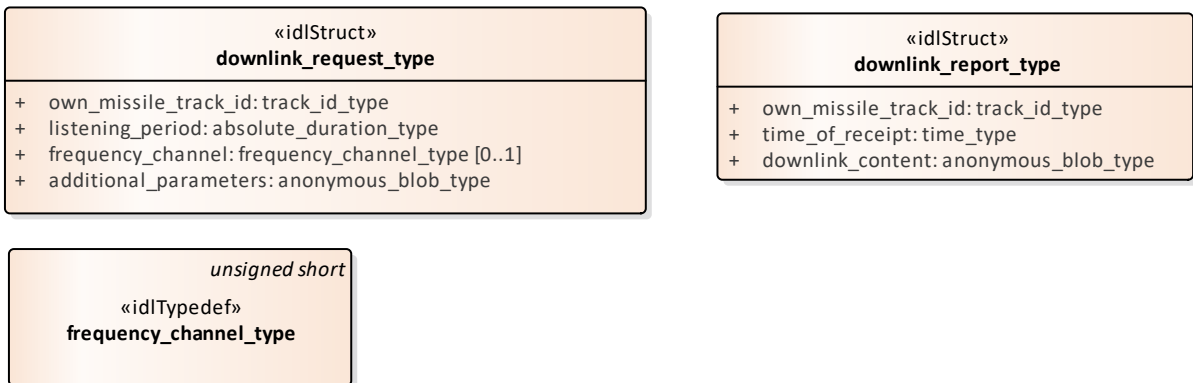 «idlStruct»
downlink_request_type
+ own_missile_track_id: track_id_type
+ listening_period: absolute_duration_type
+ frequency_channel: frequency_channel_type [0..1]
+ additional_parameters: anonymous_blob_type
«idlStruct»
downlink_report_type
+ own_missile_track_id: track_id_type
+ time_of_receipt: time_type
+ downlink_content: anonymous_blob_type
unsigned short
«idlTypedef»
frequency_channel_type